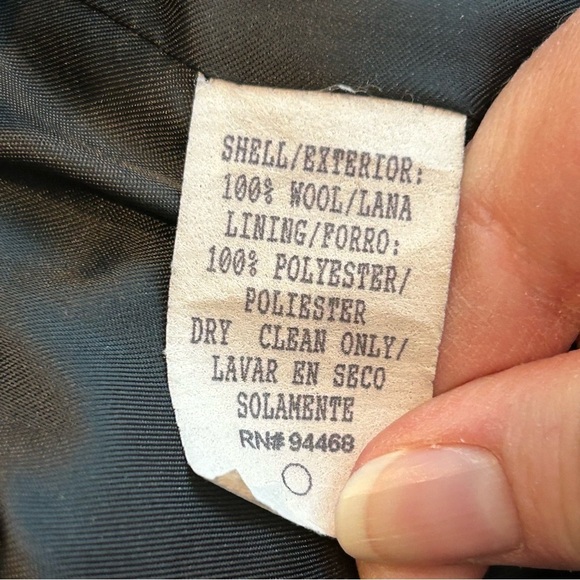 SHELL/EXTERIOR:
100% WOOL/LANA
LINING/FORRO:
100% POLYESTER/
POLIESTER
DRY CLEAN ONLY/
LAVAR EN SECO
SOLAMENTE
RN# 94468